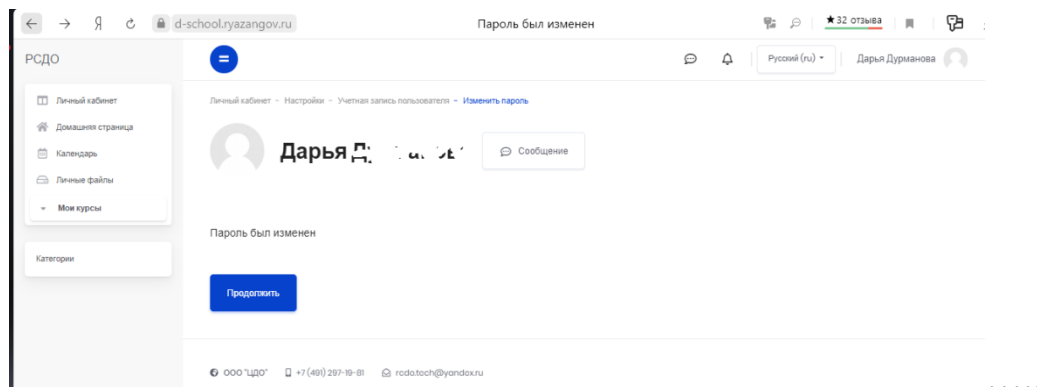 Я d-school.ryazangov.ru Пароль был изменен ★32 отзыва
РСДО Русский (ru) Дарья Дурманова
Личный кабинет
Домашняя страница
Календарь
Личные файлы
Мои курсы
Категории
Личный кабинет – Настройки – Учетная запись пользователя – Изменить пароль
Дарья
Сообщение
Пароль был изменен
Продолжить
ООО "ЦДО" +7 (491) 297-19-81 rcdo.tech@yandex.ru